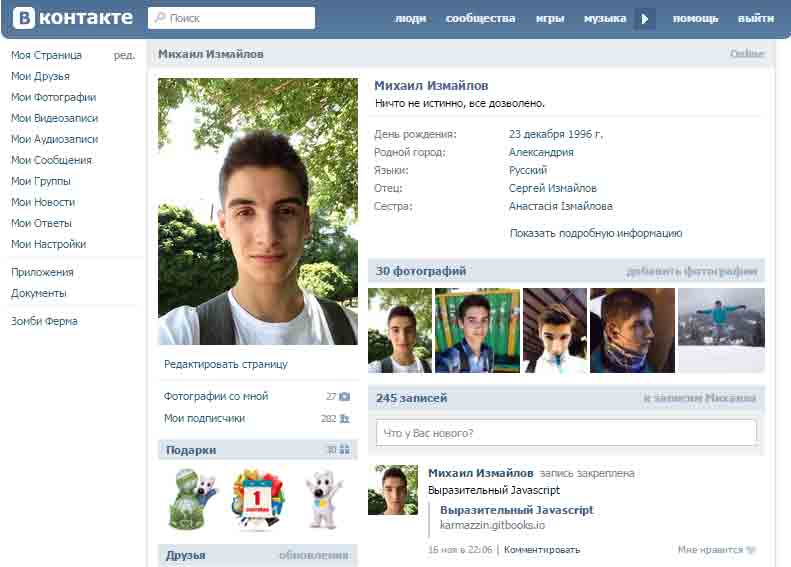 В контакте
Поиск
люди сообщества игры музыка помощь выйти
Моя Страница ред.
Мои Друзья
Мои Фотографии
Мои Видеозаписи
Мои Аудиозаписи
Мои Сообщения
Мои Группы
Мои Новости
Мои Ответы
Мои Настройки
Приложения
Документы
Зомби Ферма
Михаил Измайлов Online
Редактировать страницу
Фотографии со мной 27
Мои подписчики 282
Подарки 30
1
Друзья обновления
Михаил Измайлов
Ничто не истинно, все дозволено.
День рождения: 23 декабря 1996 г.
Родной город: Александрия
Языки: Русский
Отец: Сергей Измайлов
Сестра: Анастасія Ізмайлова
Показать подробную информацию
30 фотографий добавить фотографии
245 записей к записям Михаила
Что у Вас нового?
Михаил Измайлов запись закреплена
Выразительный Javascript
Выразительный Javascript
karmazzin.gitbooks.io
16 ноя в 22:06 | Комментировать Мне нравится